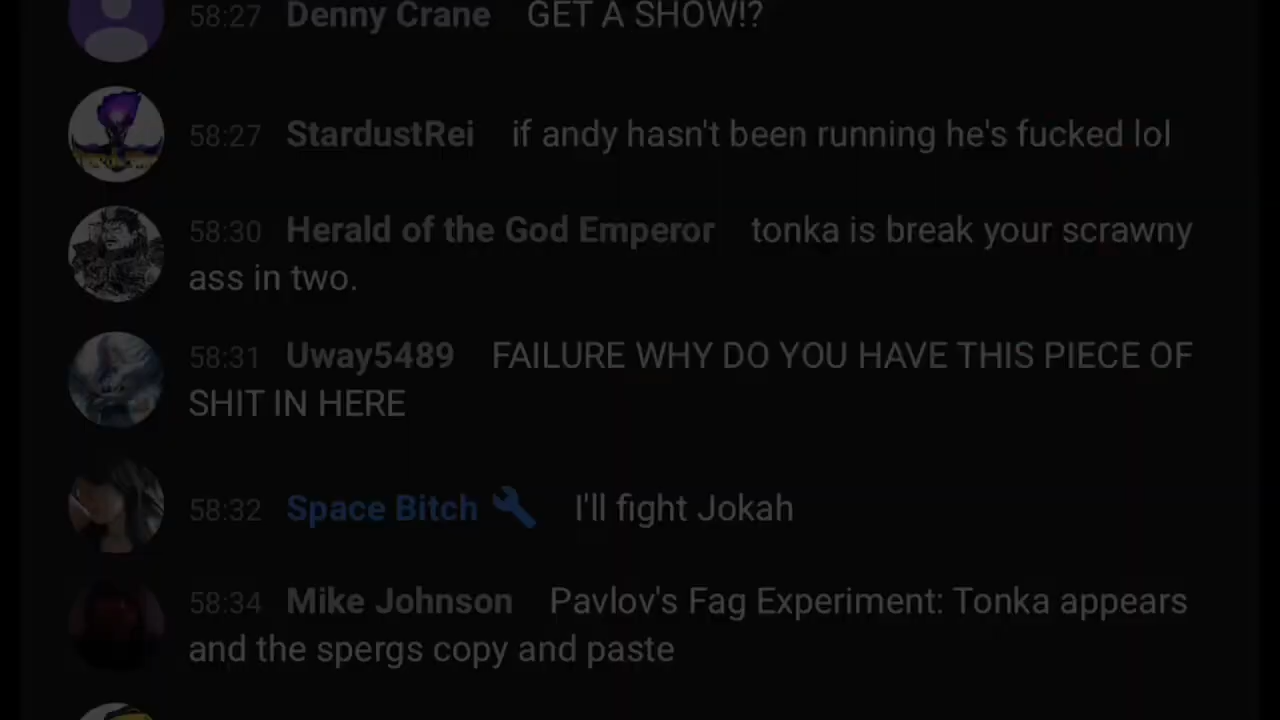 58:27 Denny Crane GET A SHOW!?
58:27 StardustRei if andy hasn't been running he's fucked lol
58:30 Herald of the God Emperor tonka is break your scrawny
ass in two.
58:31 Uway5489 FAILURE WHY DO YOU HAVE THIS PIECE OF
SHIT IN HERE
58:32 Space Bitch I'll fight Jokah
58:34 Mike Johnson Pavlov's Fag Experiment: Tonka appears
and the spergs copy and paste